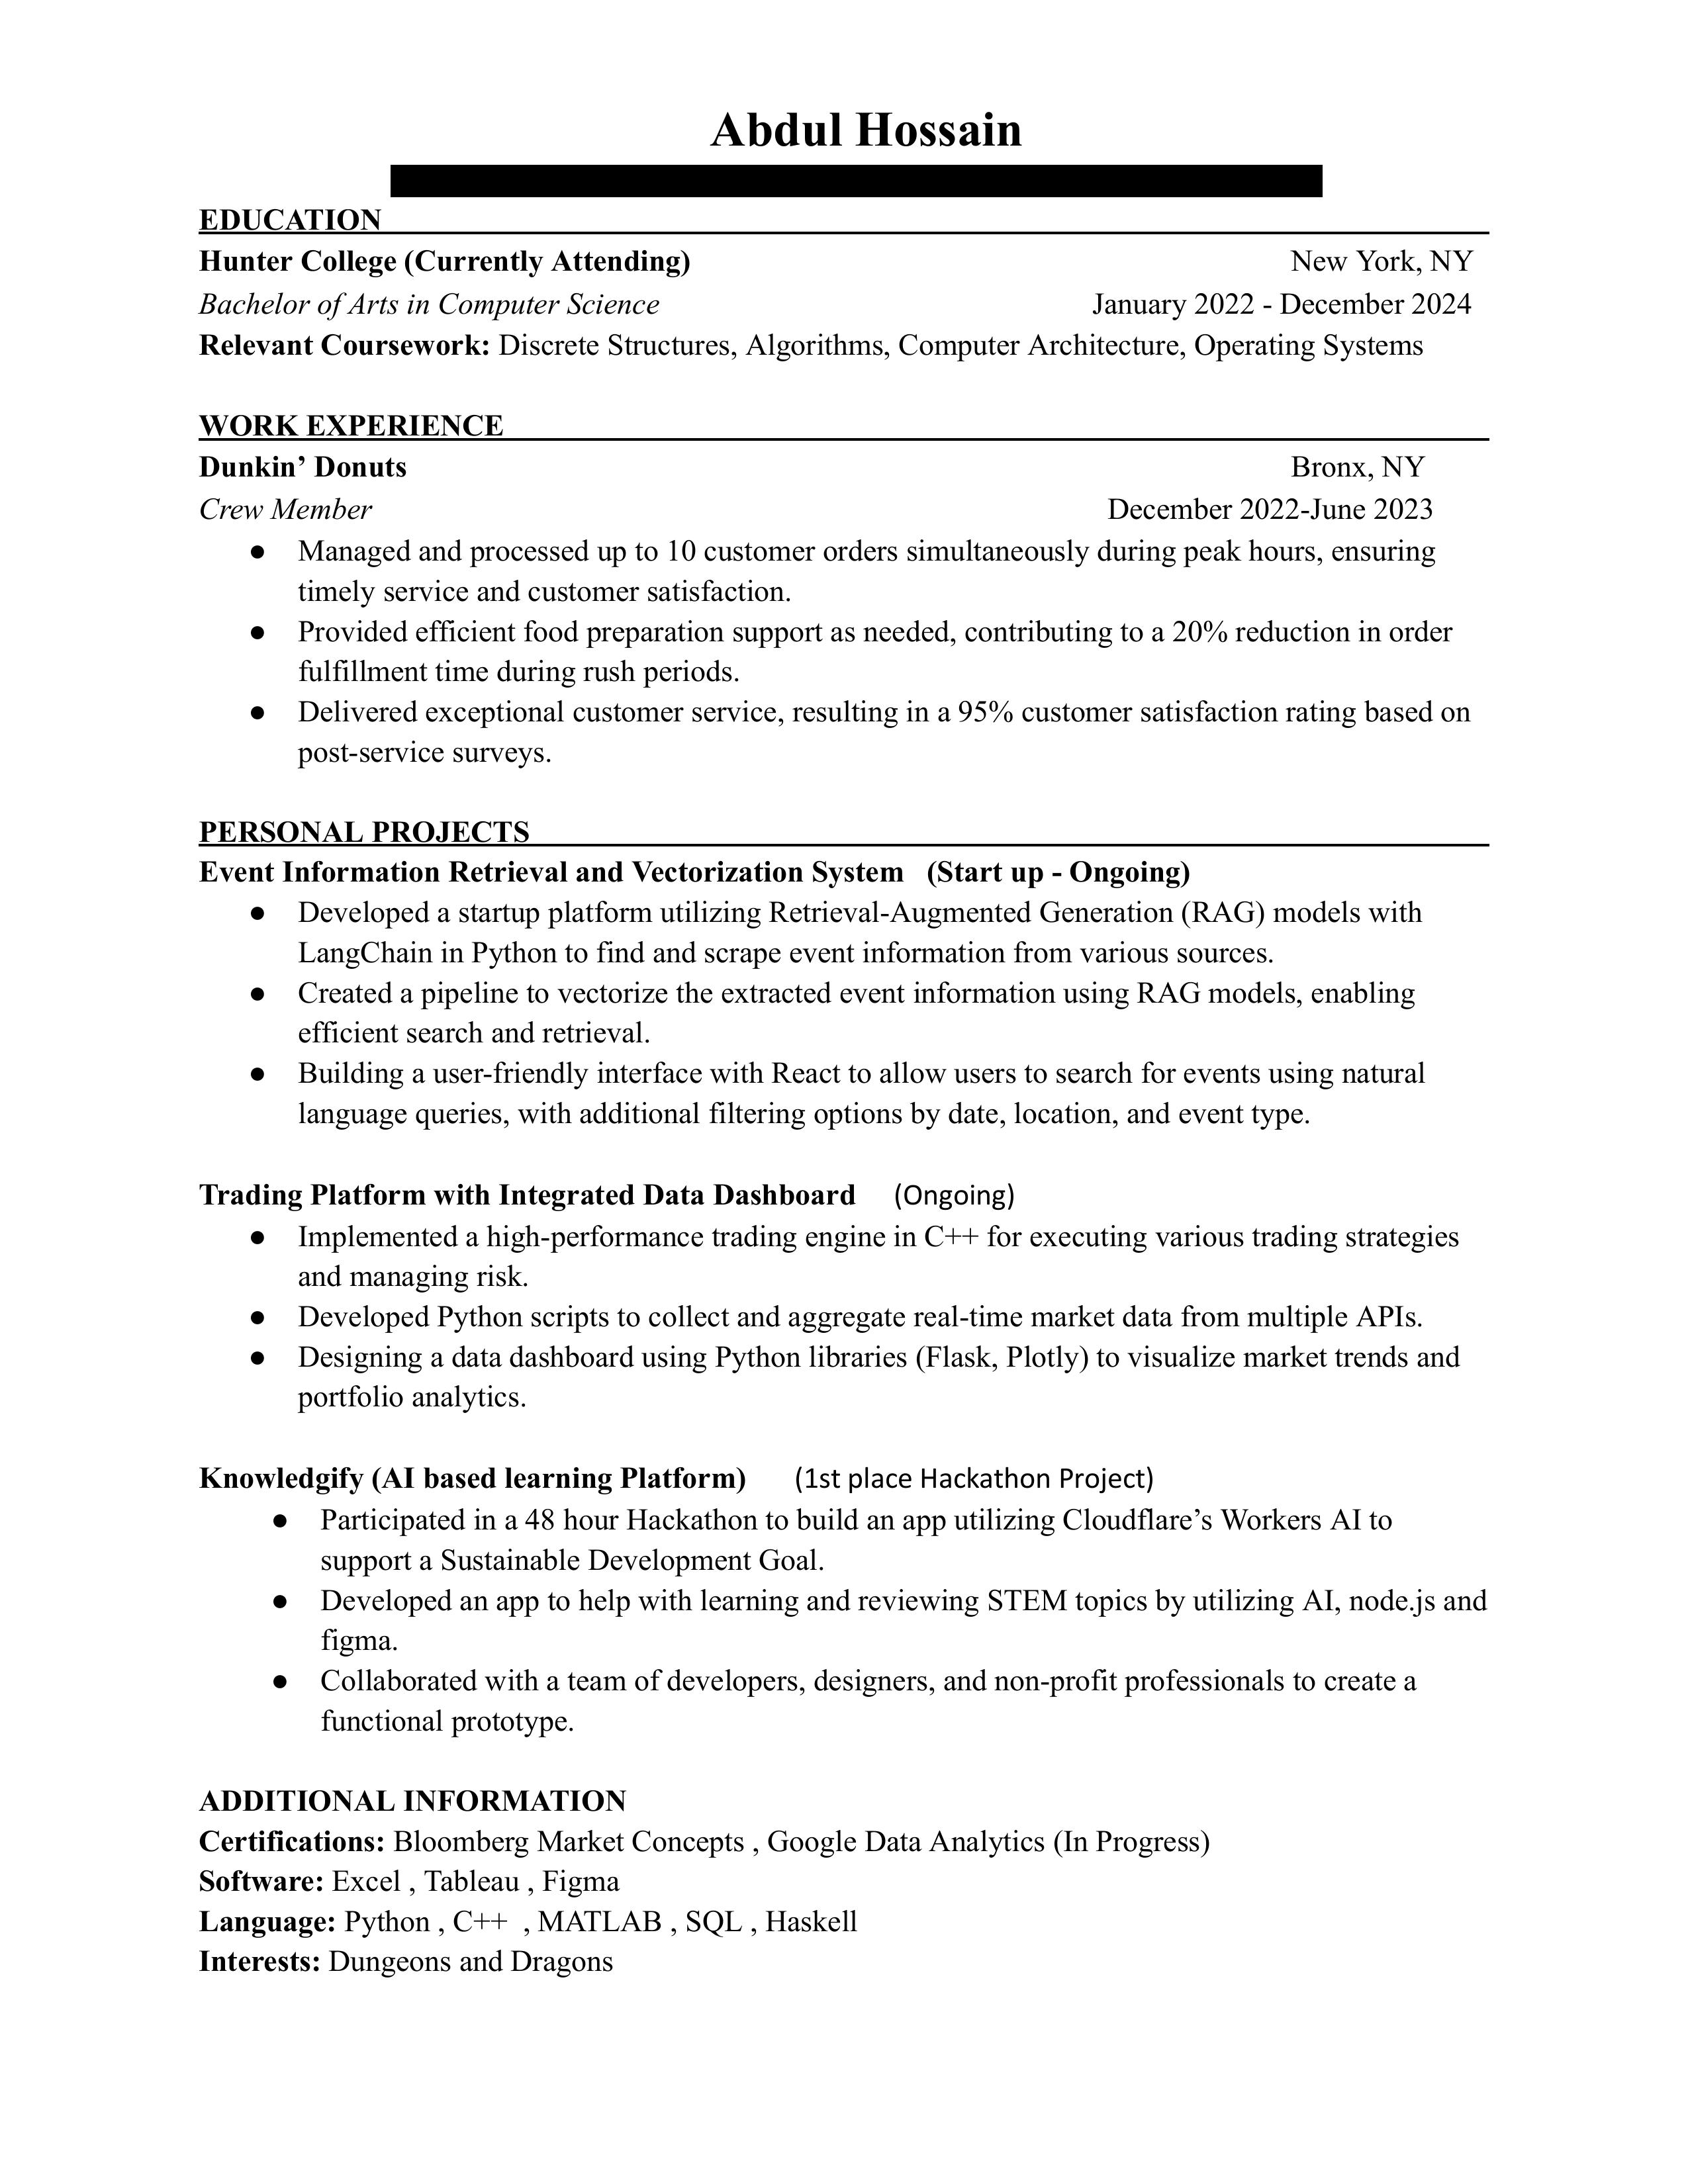 Abdul Hossain
EDUCATION
Hunter College (Currently Attending) New York, NY
Bachelor of Arts in Computer Science January 2022 - December 2024
Relevant Coursework: Discrete Structures, Algorithms, Computer Architecture, Operating Systems
WORK EXPERIENCE
Dunkin’ Donuts Bronx, NY
Crew Member December 2022-June 2023
● Managed and processed up to 10 customer orders simultaneously during peak hours, ensuring
timely service and customer satisfaction.
● Provided efficient food preparation support as needed, contributing to a 20% reduction in order
fulfillment time during rush periods.
● Delivered exceptional customer service, resulting in a 95% customer satisfaction rating based on
post-service surveys.
PERSONAL PROJECTS
Event Information Retrieval and Vectorization System (Start up - Ongoing)
● Developed a startup platform utilizing Retrieval-Augmented Generation (RAG) models with
LangChain in Python to find and scrape event information from various sources.
● Created a pipeline to vectorize the extracted event information using RAG models, enabling
efficient search and retrieval.
● Building a user-friendly interface with React to allow users to search for events using natural
language queries, with additional filtering options by date, location, and event type.
Trading Platform with Integrated Data Dashboard (Ongoing)
● Implemented a high-performance trading engine in C++ for executing various trading strategies
and managing risk.
● Developed Python scripts to collect and aggregate real-time market data from multiple APIs.
● Designing a data dashboard using Python libraries (Flask, Plotly) to visualize market trends and
portfolio analytics.
Knowledgify (AI based learning Platform) (1st place Hackathon Project)
● Participated in a 48 hour Hackathon to build an app utilizing Cloudflare’s Workers AI to
support a Sustainable Development Goal.
● Developed an app to help with learning and reviewing STEM topics by utilizing AI, node.js and
figma.
● Collaborated with a team of developers, designers, and non-profit professionals to create a
functional prototype.
ADDITIONAL INFORMATION
Certifications: Bloomberg Market Concepts , Google Data Analytics (In Progress)
Software: Excel , Tableau , Figma
Language: Python , C++ , MATLAB , SQL , Haskell
Interests: Dungeons and Dragons